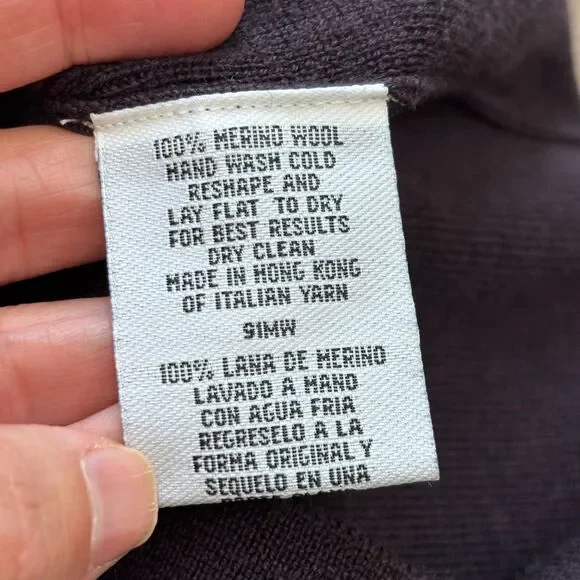 100% MERINO WOOL
HAND WASH COLD
RESHAPE AND
LAY FLAT TO DRY
FOR BEST RESULTS
DRY CLEAN
MADE IN HONG KONG
OF ITALIAN YARN
91MW
100% LANA DE MERINO
LAVADO A MANO
CON AGUA FRIA
REGRESELO A LA
FORMA ORIGINAL Y
SEQUELO EN UNA